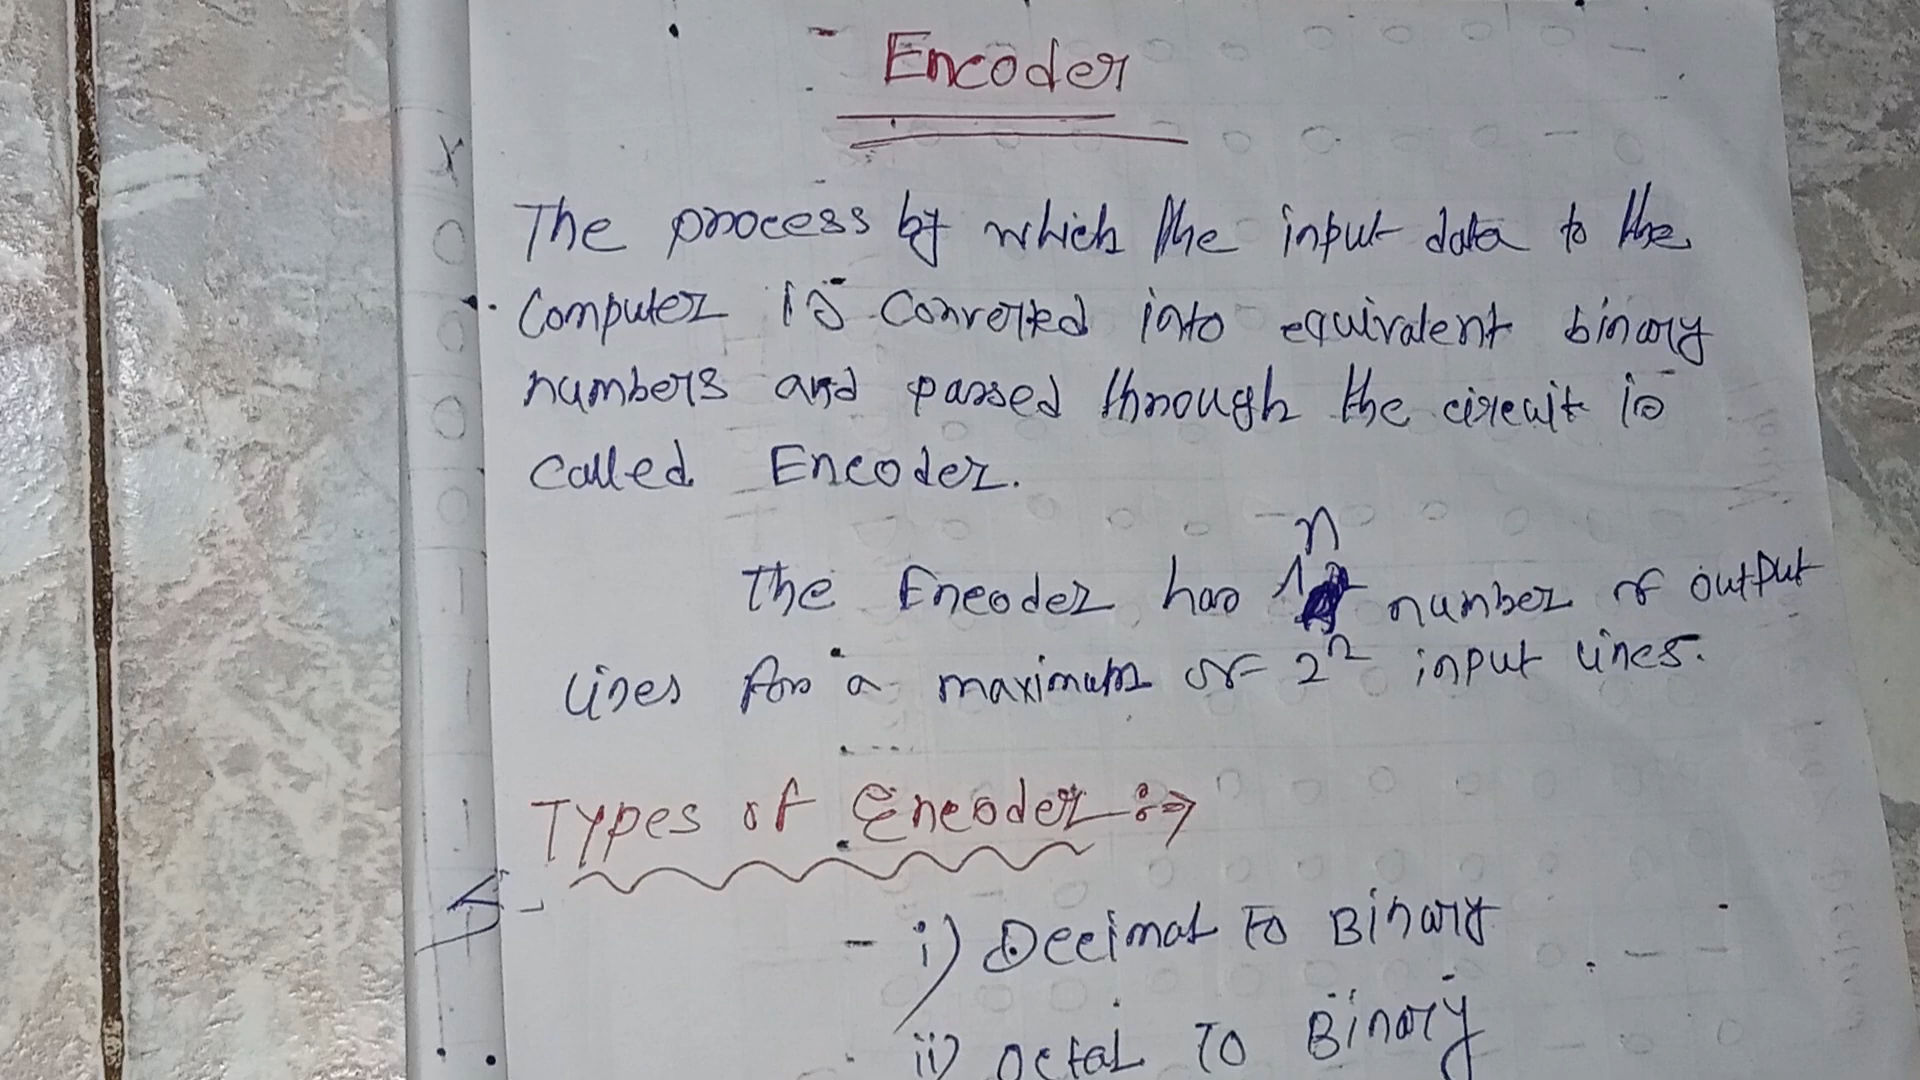 Encoder
The process by which the input data to the
Computer is Converted into equivalent binary
numbers and passed through the circuit is
called Encoder.
n
The Encoder has number of output
lines for a maximum of 2ⁿ input lines.
Types of Encoder :⇒
i) Decimal To Binary
ii) Octal To Binary